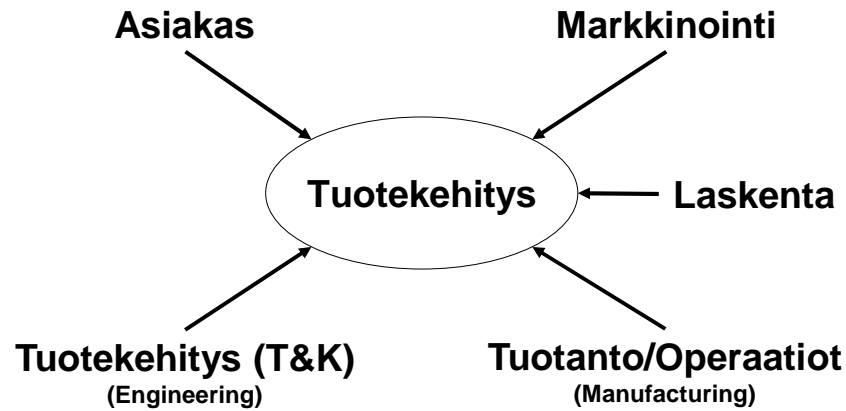 Asiakas
Markkinointi
Tuotekehitys
Laskenta
Tuotekehitys (T&K)
(Engineering)
Tuotanto/Operaatiot
(Manufacturing)